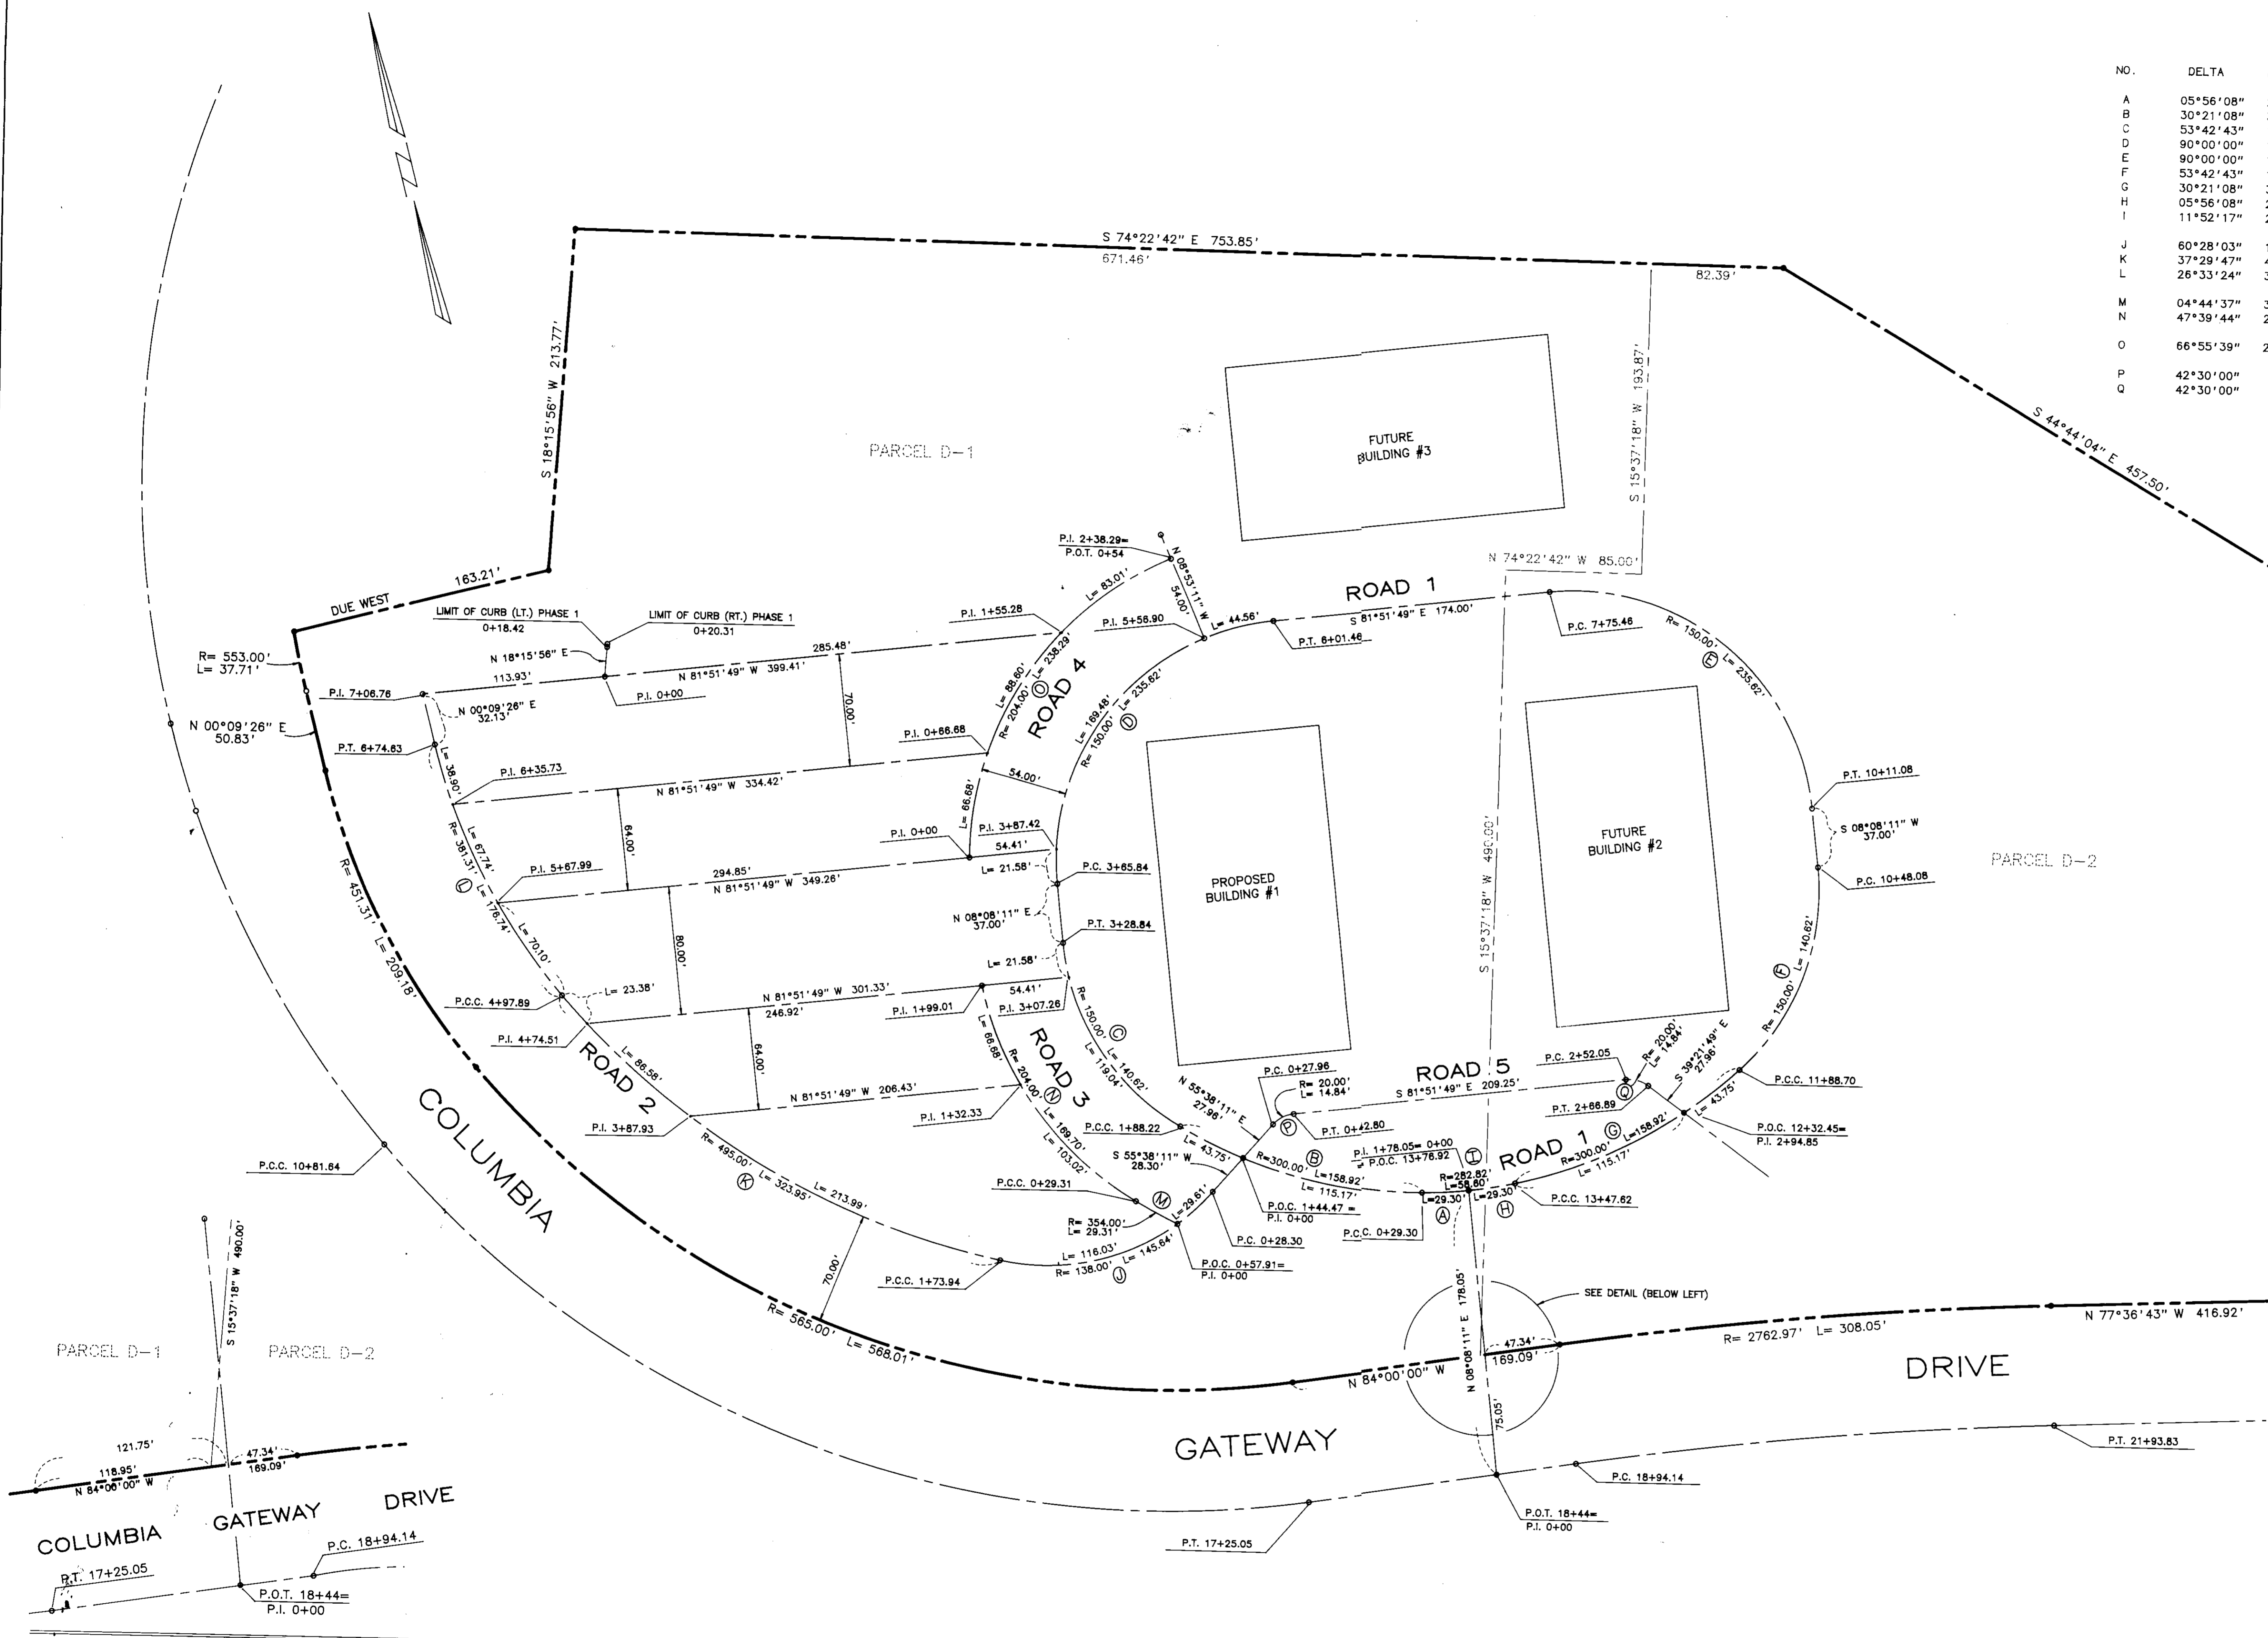 NO. DELTA
A 05°56'08"
B 30°21'08"
C 53°42'43"
D 90°00'00"
E 90°00'00"
F 53°42'43"
G 30°21'08"
H 05°56'08"
I 11°52'17"
J 60°28'03"
K 37°29'47"
L 26°33'24"
M 04°44'37"
N 47°39'44"
O 66°55'39"
P 42°30'00"
Q 42°30'00"
N
S 74°22'42" E 753.85'
671.46'
82.39'
S 18°15'56" W 213.77'
S 15°37'18" W 193.87'
S 44°44'04" E 457.50'
PARCEL D-1
FUTURE
BUILDING #3
N 74°22'42" W 85.00'
P.I. 2+38.29=
P.O.T. 0+54
N 08°53'11" W
54.00'
L= 83.01'
163.21'
DUE WEST
LIMIT OF CURB (LT.) PHASE 1
0+18.42
LIMIT OF CURB (RT.) PHASE 1
0+20.31
P.I. 1+55.28
P.I. 5+56.90
L= 44.56'
ROAD 1
S 81°51'49" E 174.00'
P.T. 6+01.46
P.C. 7+75.46
R= 150.00' L= 235.62'
E
R= 553.00'
L= 37.71'
N 18°15'56" E
285.48'
N 81°51'49" W 399.41'
113.93'
P.I. 0+00
P.I. 7+06.76
N 00°09'26" E
32.13'
N 00°09'26" E
50.83'
P.T. 6+74.63
70.00'
L= 88.60' L= 238.29'
R= 204.00' O
ROAD 4
L= 169.48' L= 235.62'
R= 150.00' D
P.I. 0+66.68
L= 38.90'
P.I. 6+35.73
N 81°51'49" W 334.42'
54.00'
L= 66.68'
P.T. 10+11.08
S 08°08'11" W
37.00'
P.C. 10+48.08
PARCEL D-2
L= 67.74'
R= 381.31' L= 176.74'
L
64.00'
P.I. 5+67.99
P.I. 0+00
P.I. 3+87.42
54.41'
L= 21.58'
P.C. 3+65.84
294.85'
N 81°51'49" W 349.26'
PROPOSED
BUILDING #1
FUTURE
BUILDING #2
S 15°37'18" W 490.00'
N 08°08'11" E
37.00'
P.T. 3+28.84
R= 451.31' L= 209.18'
L= 70.10'
80.00'
L= 21.58'
P.C.C. 4+97.89
L= 23.38'
N 81°51'49" W 301.33'
246.92'
P.I. 1+99.01
54.41'
P.I. 3+07.26
P.I. 4+74.51
ROAD 2
L= 86.58'
64.00'
L= 66.68'
R= 204.00' N L= 169.70'
L= 103.02'
ROAD 3
R= 150.00' L= 140.62'
C
L= 119.04'
F
R= 150.00' L= 140.62'
N 81°51'49" W 206.43'
P.I. 1+32.33
P.I. 3+87.93
P.C. 0+27.96
R= 20.00'
L= 14.84'
ROAD 5
S 81°51'49" E 209.25'
P.C. 2+52.05
R= 20.00'
L= 14.84'
S 39°21'49" E
27.96'
P.C.C. 11+88.70
L= 43.75'
Q
P.T. 2+66.89
P.O.C. 12+32.45=
P.I. 2+94.85
N 55°38'11" E
27.96'
P
P.T. 0+42.80
P.C.C. 1+88.22
L= 43.75'
S 55°38'11" W
28.30'
B
R=300.00' L=158.92'
L= 115.17'
P.I. 1+78.05= 0+00
= P.O.C. 13+76.92
I
R=282.82'
L=58.60'
L=29.30' L=29.30'
A H
ROAD 1
G
R=300.00' L=158.92'
L= 115.17'
P.C.C. 13+47.62
COLUMBIA
R= 495.00' L= 323.95'
K
L= 213.99'
P.C.C. 10+81.64
P.C.C. 0+29.31
M
L=29.61'
R= 354.00'
L= 29.31'
P.O.C. 1+44.47 =
P.I. 0+00
P.C. 0+28.30
P.C.C. 0+29.30
L= 116.03' L= 145.64'
R= 138.00' J
P.O.C. 0+57.91=
P.I. 0+00
P.C.C. 1+73.94
70.00'
R= 565.00' L= 568.01'
N 08°08'11" E 178.05'
SEE DETAIL (BELOW LEFT)
N 77°36'43" W 416.92'
R= 2762.97' L= 308.05'
47.34'
169.09'
N 84°00'00" W
75.05'
DRIVE
GATEWAY
P.T. 21+93.83
P.C. 18+94.14
P.O.T. 18+44=
P.I. 0+00
P.T. 17+25.05
S 15°37'18" W 490.00'
PARCEL D-1
PARCEL D-2
121.75'
118.95'
47.34'
169.09'
N 84°00'00" W
COLUMBIA GATEWAY DRIVE
P.C. 18+94.14
P.T. 17+25.05
P.O.T. 18+44=
P.I. 0+00